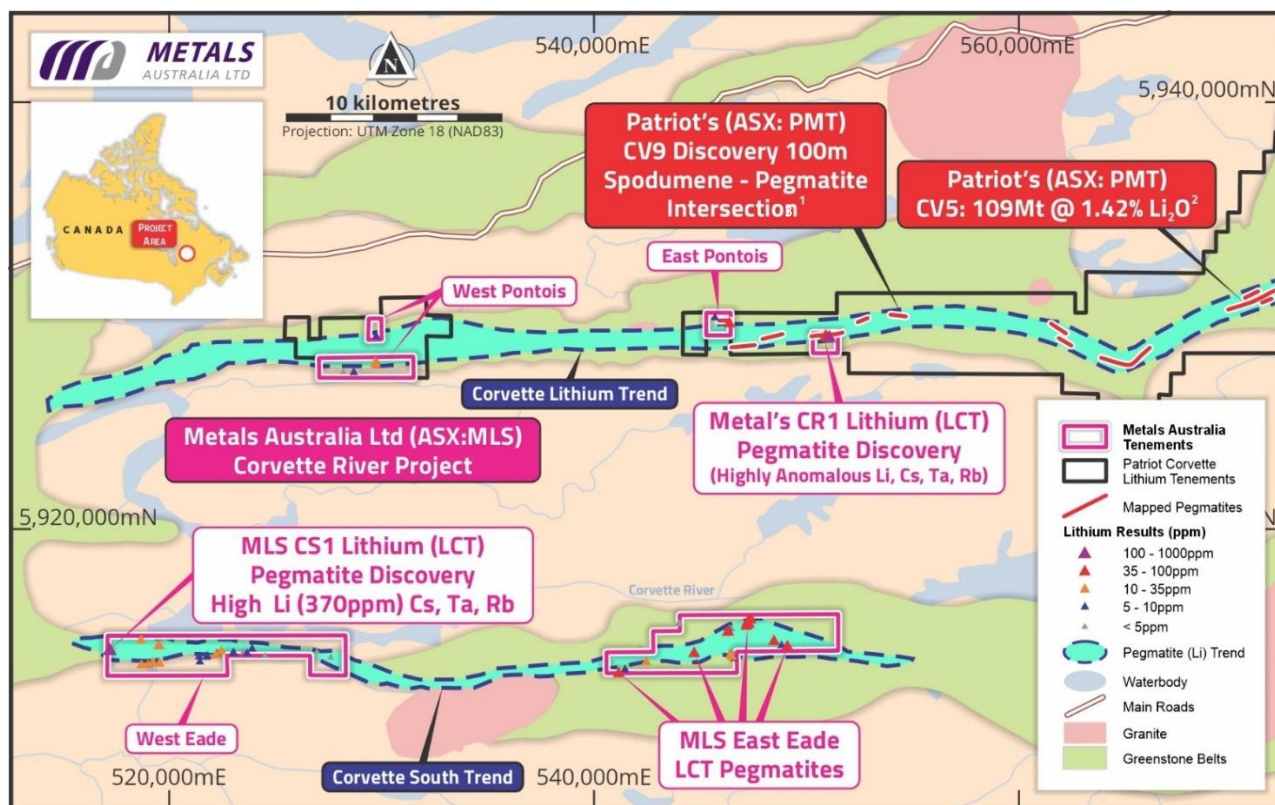 METALS
AUSTRALIA LTD
N
10 kilometres
Projection: UTM Zone 18 (NAD83)
540,000mE
560,000mE
5,940,000mN
CANADA
PROJECT
AREA
Patriot's (ASX: PMT)
CV9 Discovery 100m
Spodumene - Pegmatite
Intersection¹
Patriot's (ASX: PMT)
CV5: 109Mt @ 1.42% Li₂O²
West Pontois
East Pontois
Corvette Lithium Trend
Metals Australia Ltd (ASX:MLS)
Corvette River Project
Metal's CR1 Lithium (LCT)
Pegmatite Discovery
(Highly Anomalous Li, Cs, Ta, Rb)
5,920,000mN
MLS CS1 Lithium (LCT)
Pegmatite Discovery
High Li (370ppm) Cs, Ta, Rb
Corvette River
West Eade
Corvette South Trend
MLS East Eade
LCT Pegmatites
520,000mE
540,000mE
Metals Australia
Tenements
Patriot Corvette
Lithium Tenements
Mapped Pegmatites
Lithium Results (ppm)
100 - 1000ppm
35 - 100ppm
10 - 35ppm
5 - 10ppm
< 5ppm
Pegmatite (Li) Trend
Waterbody
Main Roads
Granite
Greenstone Belts